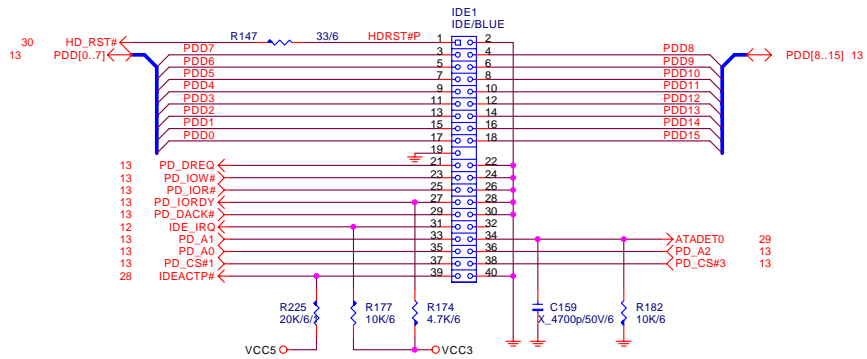 IDE1
IDE/BLUE
R147 33/6 HDRST#P 1 2
30 HD_RST#
13 PDD[0..7] PDD7 3 4 PDD8 PDD[8..15] 13
PDD6 5 6 PDD9
PDD5 7 8 PDD10
PDD4 9 10 PDD11
PDD3 11 12 PDD12
PDD2 13 14 PDD13
PDD1 15 16 PDD14
PDD0 17 18 PDD15
19
13 PD_DREQ 21 22
13 PD_IOW# 23 24
13 PD_IOR# 25 26
13 PD_IORDY 27 28
13 PD_DACK# 29 30
12 IDE_IRQ 31 32
13 PD_A1 33 34 ATADET0 29
13 PD_A0 35 36 PD_A2 13
13 PD_CS#1 37 38 PD_CS#3 13
28 IDEACTP# 39 40
R225 R177 R174 C159 R182
10K/6 4.7K/6 X_4700p/50V/6 10K/6
VCC5 VCC3